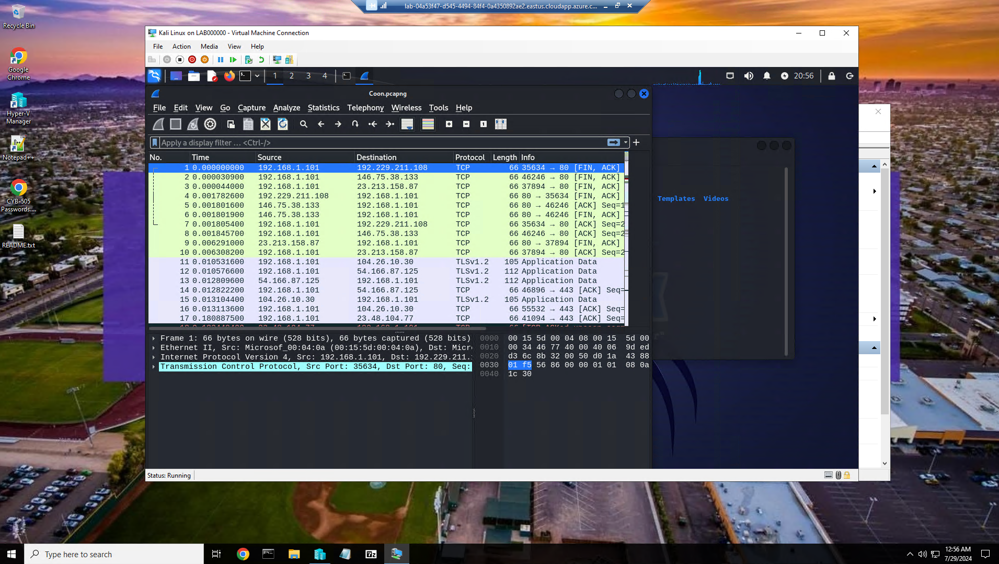 lab-04a53f47-d545-4494-84f4-0a4350892ae2.eastus.cloudapp.azure.c...
Recycle Bin
Google
Chrome
Hyper-V
Manager
Notepad++
CYB-505
Passwords....
README.txt
Kali Linux on LAB000000 - Virtual Machine Connection
File Action Media View Help
1 2 3 4 20:56
Coon.pcapng
File Edit View Go Capture Analyze Statistics Telephony Wireless Tools Help
Apply a display filter ... <Ctrl-/>
No. Time Source Destination Protocol Length Info
1 0.000000000 192.168.1.101 192.229.211.108 TCP 66 35634 → 80 [FIN, ACK]
2 0.000030900 192.168.1.101 146.75.38.133 TCP 66 46246 → 80 [FIN, ACK]
3 0.000044000 192.168.1.101 23.213.158.87 TCP 66 37894 → 80 [FIN, ACK]
4 0.001782600 192.229.211.108 192.168.1.101 TCP 66 80 → 35634 [FIN, ACK]
5 0.001801600 146.75.38.133 192.168.1.101 TCP 66 80 → 46246 [ACK] Seq=1
6 0.001801900 146.75.38.133 192.168.1.101 TCP 66 80 → 46246 [FIN, ACK]
7 0.001805400 192.168.1.101 192.229.211.108 TCP 66 35634 → 80 [ACK] Seq=2
8 0.001845700 192.168.1.101 146.75.38.133 TCP 66 46246 → 80 [ACK] Seq=2
9 0.006291000 23.213.158.87 192.168.1.101 TCP 66 80 → 37894 [FIN, ACK]
10 0.006308200 192.168.1.101 23.213.158.87 TCP 66 37894 → 80 [ACK] Seq=2
11 0.010531600 192.168.1.101 104.26.10.30 TLSv1.2 105 Application Data
12 0.010576600 192.168.1.101 54.166.87.125 TLSv1.2 112 Application Data
13 0.012809600 54.166.87.125 192.168.1.101 TLSv1.2 112 Application Data
14 0.012822200 192.168.1.101 54.166.87.125 TCP 66 46896 → 443 [ACK] Seq=
15 0.013104400 104.26.10.30 192.168.1.101 TLSv1.2 105 Application Data
16 0.013113600 192.168.1.101 104.26.10.30 TCP 66 55532 → 443 [ACK] Seq=
17 0.180887500 192.168.1.101 23.48.104.77 TCP 66 41094 → 443 [ACK] Seq=
Templates Videos
Frame 1: 66 bytes on wire (528 bits), 66 bytes captured (528 bits)
Ethernet II, Src: Microsof_00:04:0a (00:15:5d:00:04:0a), Dst: Micr
Internet Protocol Version 4, Src: 192.168.1.101, Dst: 192.229.211.
Transmission Control Protocol, Src Port: 35634, Dst Port: 80, Seq:
0000 00 15 5d 00 04 08 00 15 5d 00
0010 00 34 46 77 40 00 40 06 9d ed
0020 d3 6c 8b 32 00 50 d0 1a 43 88
0030 01 f5 56 86 00 00 01 01 08 0a
0040 1c 30
Status: Running
Type here to search
7z
12:56 AM
7/29/2024